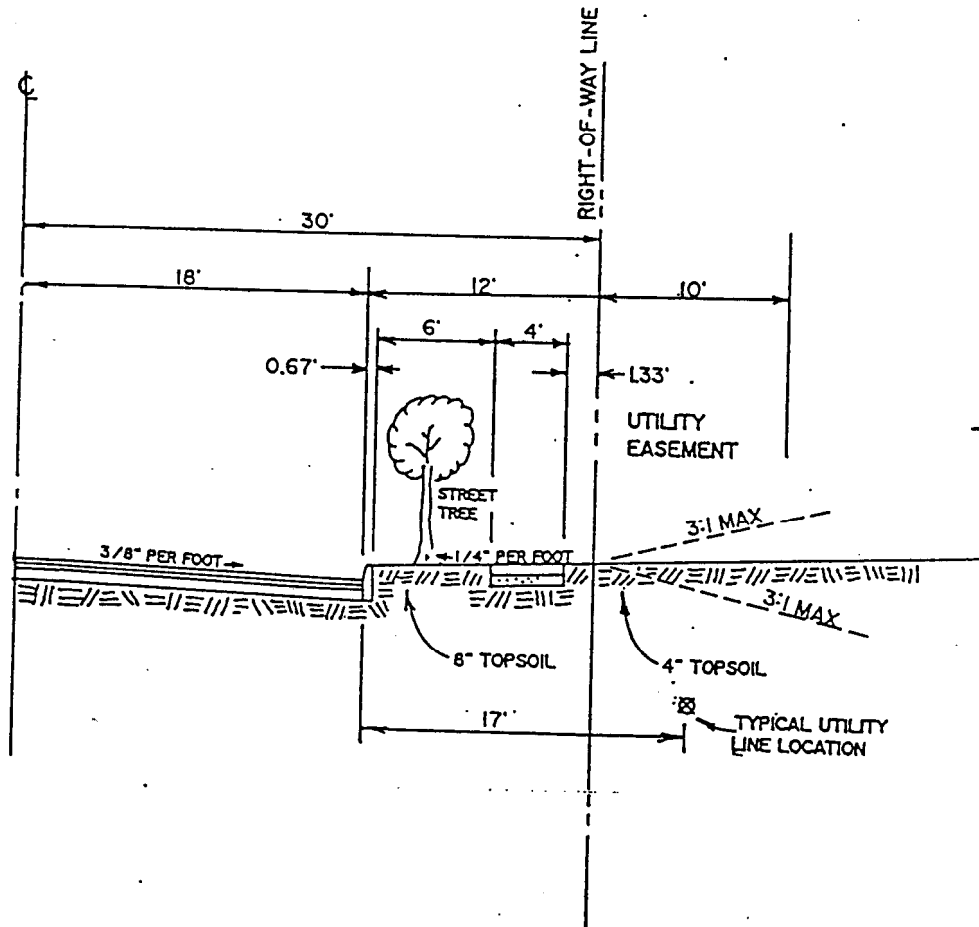 ℄
RIGHT-OF-WAY LINE
30'
18'
12'
10'
6'
4'
0.67'
1.33'
UTILITY
EASEMENT
STREET
TREE
3:1 MAX
3/8" PER FOOT
1/4" PER FOOT
3:1 MAX
8" TOPSOIL
4" TOPSOIL
17'
TYPICAL UTILITY
LINE LOCATION